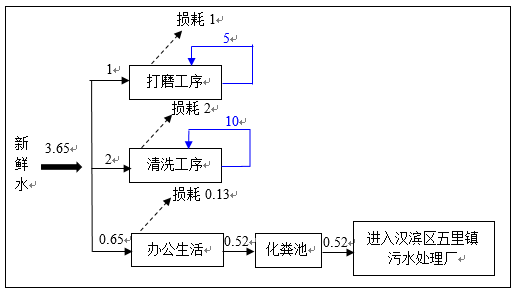 损耗 1
5
1
打磨工序
损耗 2
10
新鲜水
3.65
2
清洗工序
损耗 0.13
0.65
办公生活
0.52
化粪池
0.52
进入汉滨区五里镇
污水处理厂